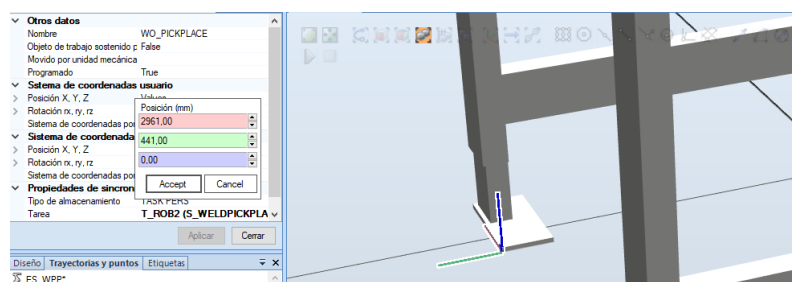 Otros datos
Nombre WO_PICKPLACE
Objeto de trabajo sostenido p False
Movido por unidad mecánica
Programado True
Sstema de coordenadas usuario
Posición X, Y, Z Values
Rotación rx, ry, rz
Sistema de coordenadas por
Sistema de coordenada
Posición X, Y, Z
Rotación rx, ry, rz
Sistema de coordenadas por
Propiedades de sincron
Tipo de almacenamiento TASK PERS
Tarea T_ROB2 (S_WELDPICKPLA
Posición (mm)
2961,00
441,00
0,00
Accept Cancel
Aplicar Cerrar
Diseño Trayectorias y puntos Etiquetas
ES_WPP*